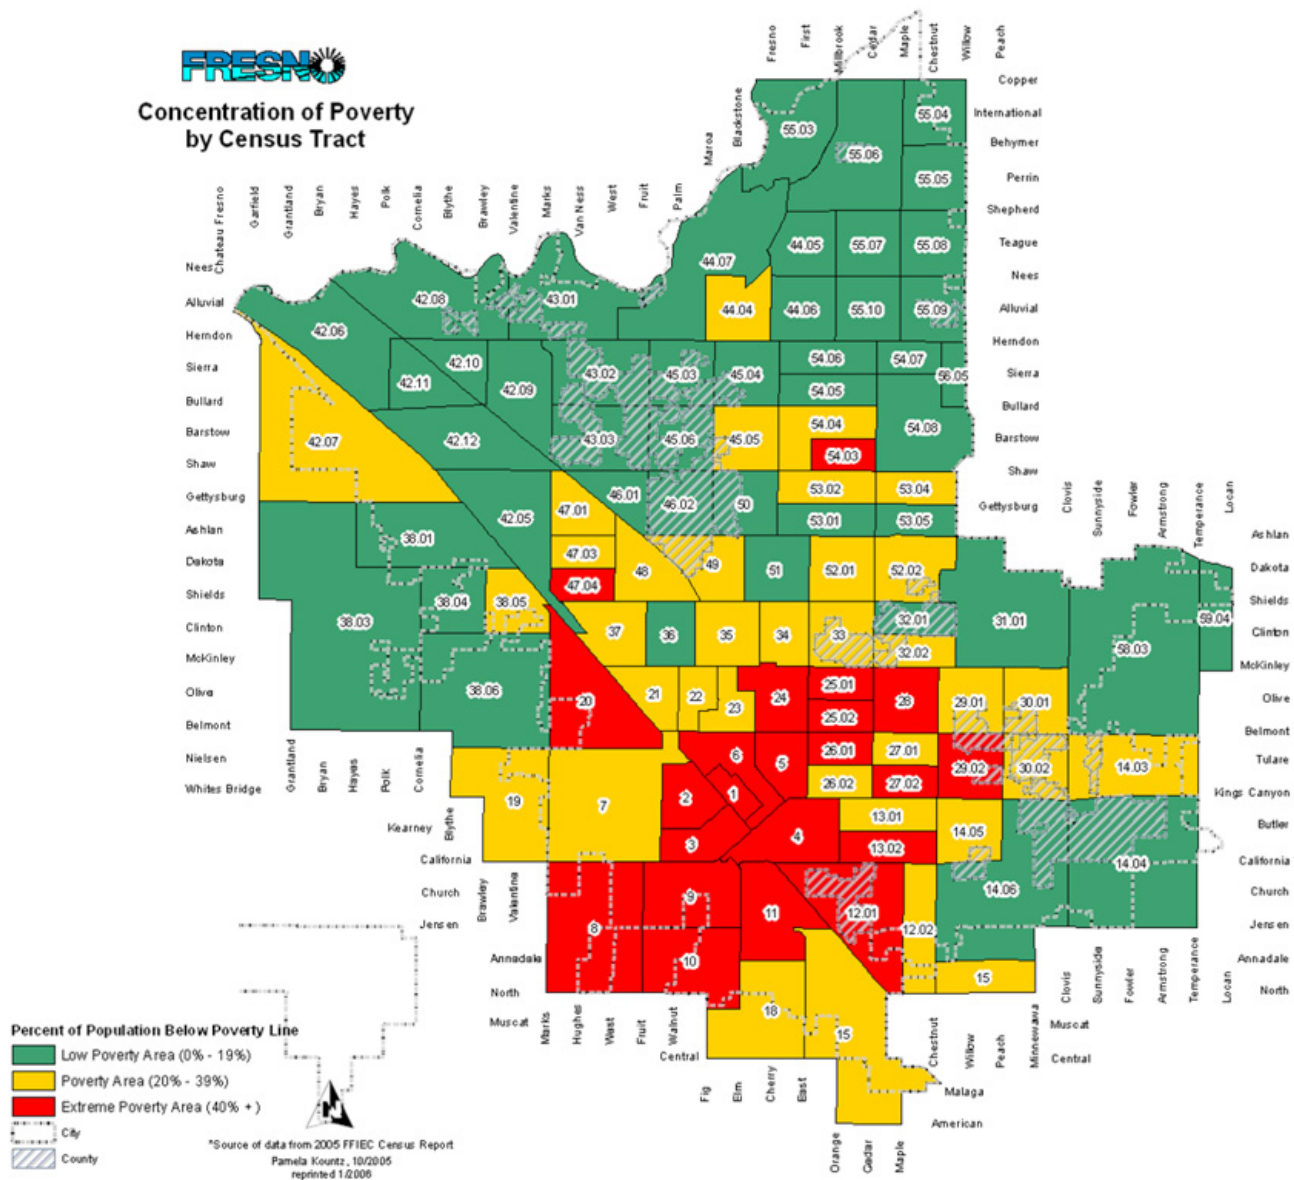 FRESNO
Concentration of Poverty
by Census Tract
Fresno
First
Millbrook
Cedar
Maple
Chestnut
Willow
Peach
Maroa
Blackstone
Chateau Fresno
Garfield
Grantland
Bryan
Hayes
Polk
Cornelia
Blythe
Brawley
Valentine
Marks
Van Ness
West
Fruit
Palm
Copper
International
Behymer
Perrin
Shepherd
Teague
Nees
Alluvial
Herndon
Sierra
Bullard
Barstow
Shaw
Gettysburg
Clovis
Sunnyside
Fowler
Armstrong
Temperance
Locan
Ashlan
Dakota
Shields
Clinton
McKinley
Olive
Belmont
Tulare
Kings Canyon
Butler
California
Church
Jensen
Annadale
North
Nees
Alluvial
Herndon
Sierra
Bullard
Barstow
Shaw
Gettysburg
Ashlan
Dakota
Shields
Clinton
McKinley
Olive
Belmont
Nielsen
Whites Bridge
Grantland
Bryan
Hayes
Polk
Cornelia
Blythe
Kearney
California
Brawley
Valentine
Church
Jensen
Annadale
North
Muscat
Central
Marks
Hughes
West
Fruit
Walnut
Fig
Elm
Cherry
East
Orange
Cedar
Maple
Chestnut
Willow
Peach
Minnewawa
Clovis
Sunnyside
Fowler
Armstrong
Temperance
Locan
Muscat
Central
Malaga
American
55.03
55.04
55.06
55.05
44.05
55.07
55.08
44.07
44.04
44.06
55.10
55.09
42.08
43.01
42.06
42.10
42.11
42.09
43.02
45.03
45.04
54.06
54.07
56.05
54.05
42.07
42.12
43.03
45.06
45.05
54.04
54.08
54.03
46.01
46.02
50
53.02
53.04
42.05
47.01
53.01
53.05
38.01
47.03
48
49
51
52.01
52.02
47.04
38.04
38.05
38.03
37
36
35
34
33
32.01
32.02
31.01
58.03
59.04
38.06
20
21
22
23
24
25.01
25.02
28
29.01
30.01
6
5
26.01
27.01
29.02
30.02
14.03
19
7
2
1
26.02
27.02
3
4
13.01
13.02
14.05
14.04
14.06
8
9
11
12.01
12.02
10
15
18
15
Percent of Population Below Poverty Line
Low Poverty Area (0% - 19%)
Poverty Area (20% - 39%)
Extreme Poverty Area (40% + )
City
County
N
*Source of data from 2005 FFIEC Census Report
Pamela Kountz, 10/2005
reprinted 1/2006